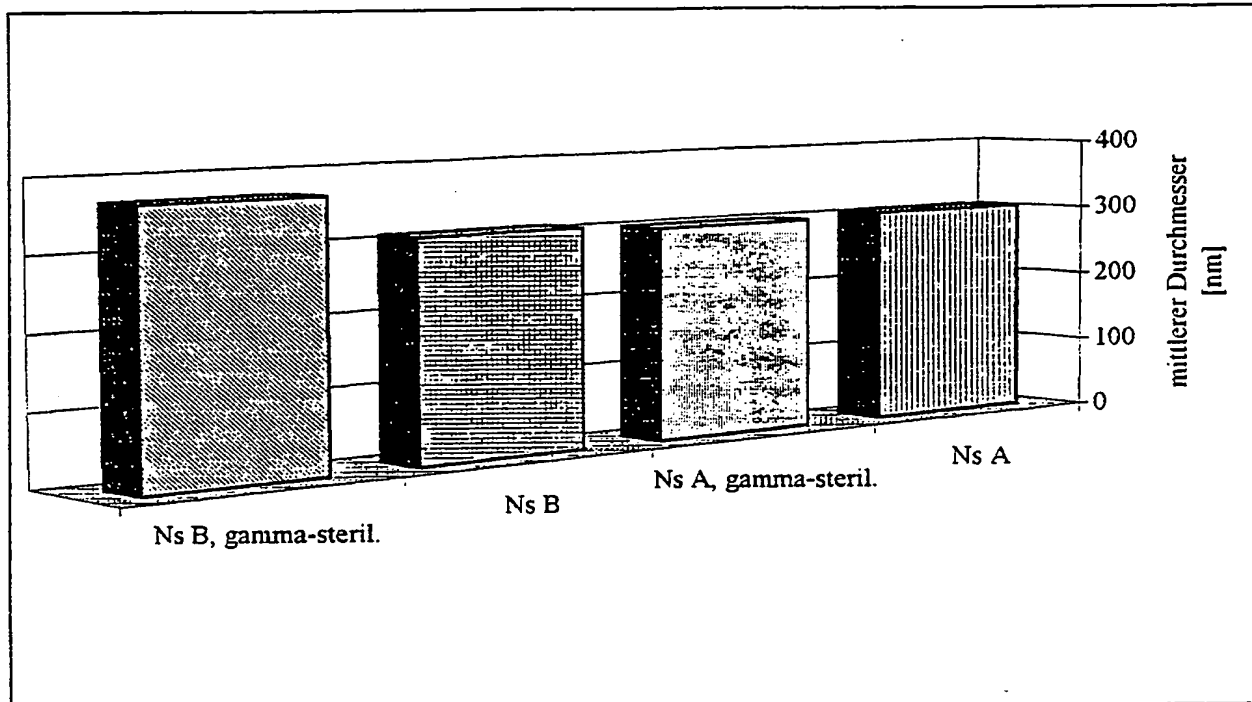 400
300
200
100
0
mittlerer Durchmesser
[nm]
Ns A
Ns A, gamma-steril.
Ns B
Ns B, gamma-steril.